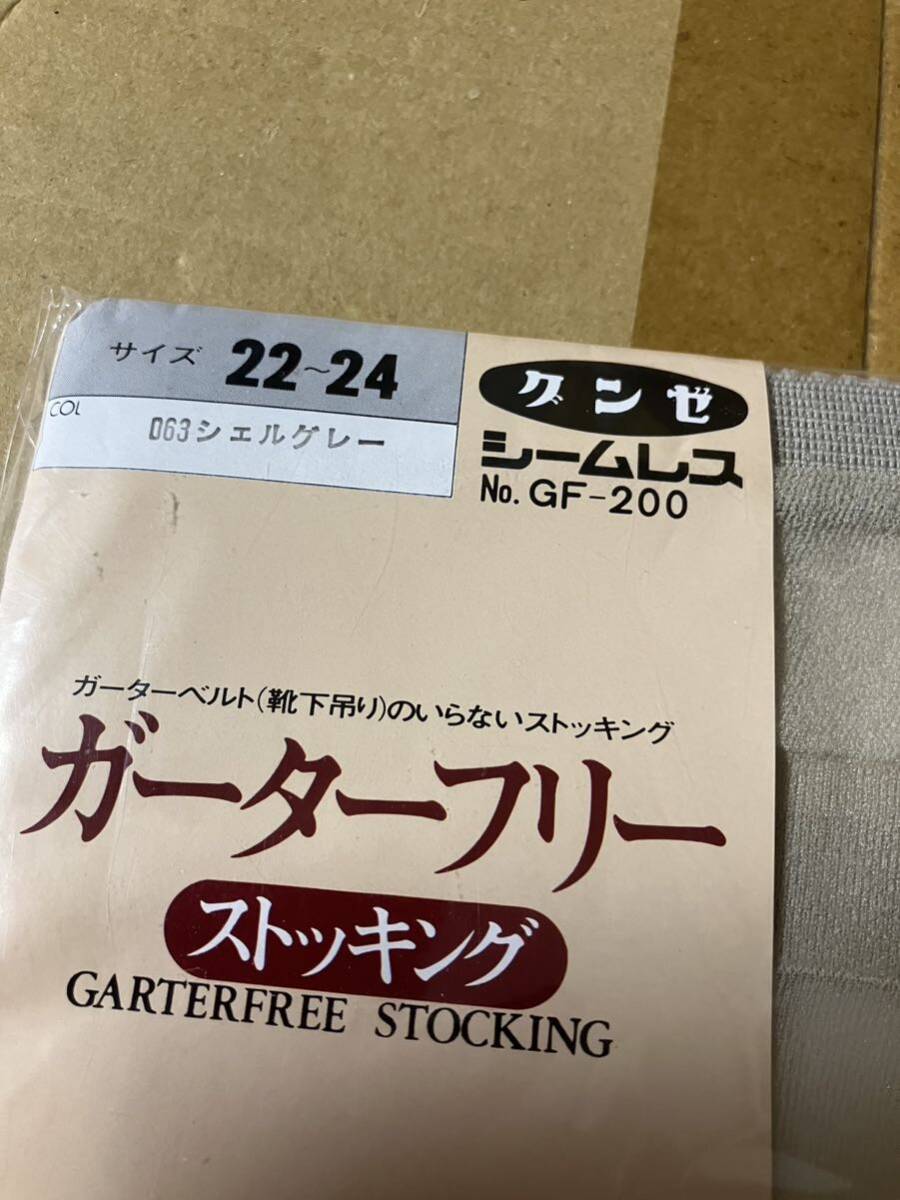 サイズ 22~24
COL
063シェルグレー
グンゼ
シームレス
No. GF-200
ガーターベルト(靴下吊り)のいらないストッキング
ガーターフリー
ストッキング
GARTERFREE STOCKING